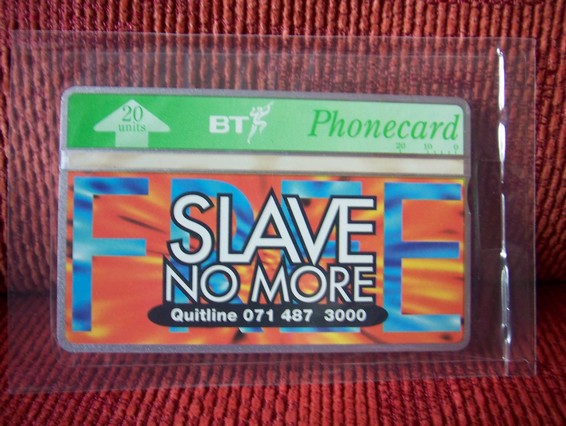 20
units
BT
Phonecard
20 10 0
FREE
SLAVE
NO MORE
Quitline 071 487 3000